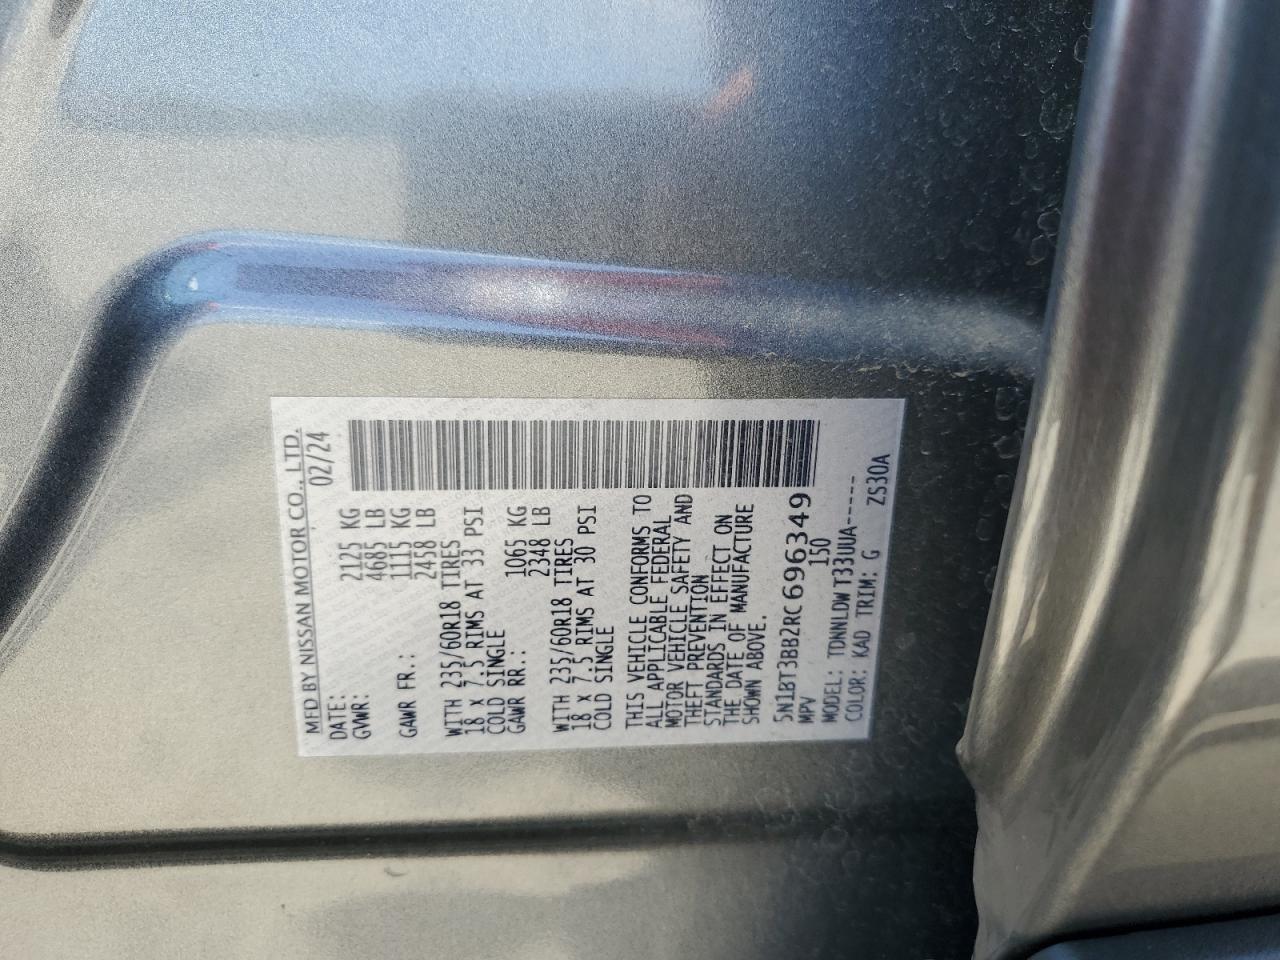 MFD BY NISSAN MOTOR CO., LTD.
DATE: 02/24
GVWR: 2125 KG
4685 LB
GAWR FR.: 1115 KG
2458 LB
WITH 235/60R18 TIRES
18 x 7.5 RIMS AT 33 PSI
COLD SINGLE
GAWR RR.: 1065 KG
2348 LB
WITH 235/60R18 TIRES
18 x 7.5 RIMS AT 30 PSI
COLD SINGLE
THIS VEHICLE CONFORMS TO
ALL APPLICABLE FEDERAL
MOTOR VEHICLE SAFETY AND
THEFT PREVENTION
STANDARDS IN EFFECT ON
THE DATE OF MANUFACTURE
SHOWN ABOVE.
5N1BT3BB2RC696349
MPV 150
MODEL: TDNNLDWT33UUA-----
COLOR: KAD TRIM: G ZS30A